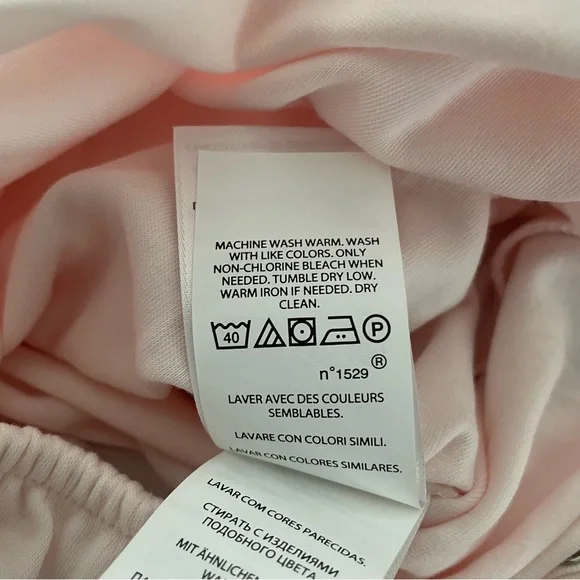 MACHINE WASH WARM. WASH
WITH LIKE COLORS. ONLY
NON-CHLORINE BLEACH WHEN
NEEDED. TUMBLE DRY LOW.
WARM IRON IF NEEDED. DRY
CLEAN.
40 P
n°1529 ®
LAVER AVEC DES COULEURS
SEMBLABLES.
LAVARE CON COLORI SIMILI.
LAVAR CON COLORES SIMILARES.
LAVAR COM CORES PARECIDAS.
СТИРАТЬ С ИЗДЕЛИЯМИ
ПОДОБНОГО ЦВЕТА
MIT ÄHNLICHEN